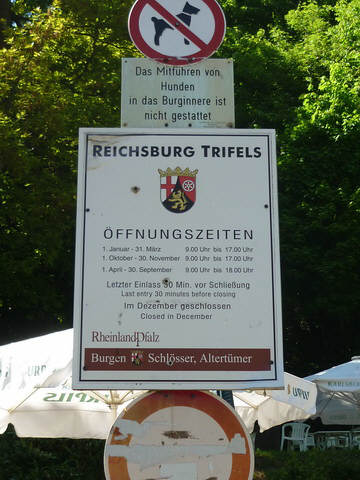 Das Mitführen von
Hunden
in das Burginnere ist
nicht gestattet
REICHSBURG TRIFELS
ÖFFNUNGSZEITEN
1. Januar - 31. März 9.00 Uhr bis 17.00 Uhr
1. Oktober - 30. November 9.00 Uhr bis 17.00 Uhr
1. April - 30. September 9.00 Uhr bis 18.00 Uhr
Letzter Einlass 30 Min. vor Schließung
Last entry 30 minutes before closing
Im Dezember geschlossen
Closed in December
RheinlandPfalz
Burgen Schlösser, Altertümer